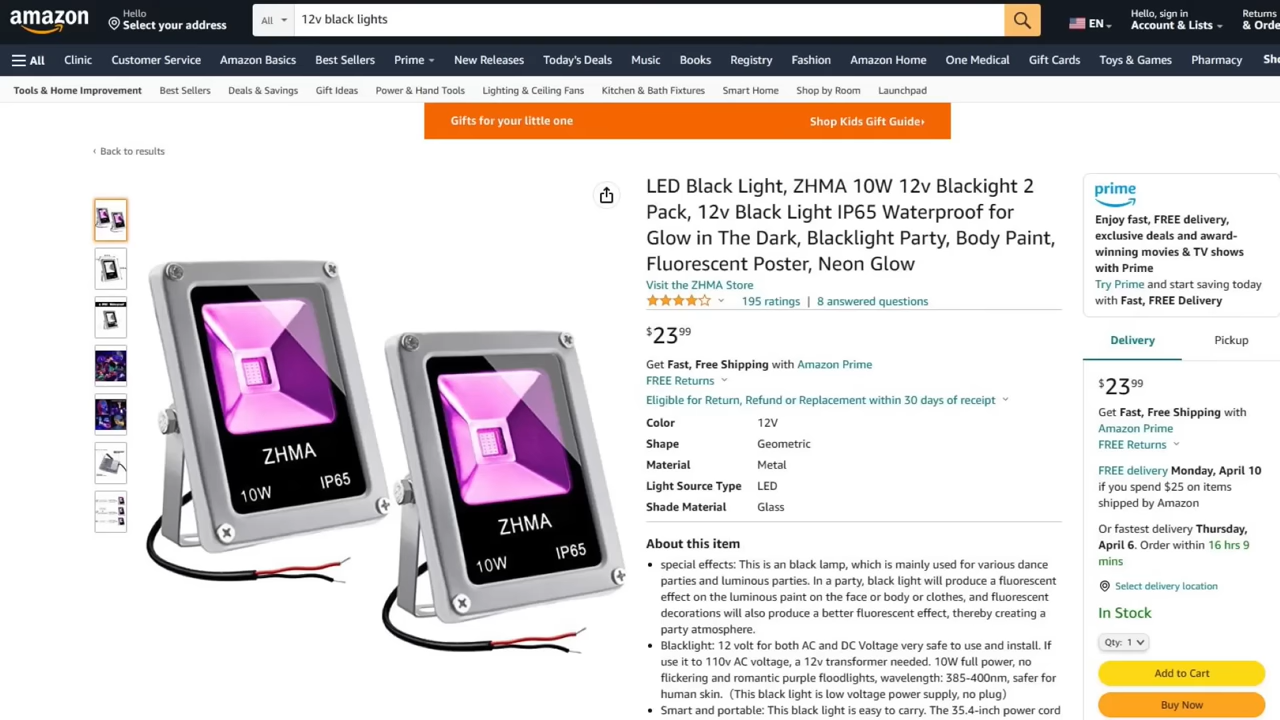 amazon
Hello
Select your address
All
12v black lights
EN
Hello, sign in
Account & Lists
Returns
& Orde
All
Clinic
Customer Service
Amazon Basics
Best Sellers
Prime
New Releases
Today's Deals
Music
Books
Registry
Fashion
Amazon Home
One Medical
Gift Cards
Toys & Games
Pharmacy
Sho
Tools & Home Improvement
Best Sellers
Deals & Savings
Gift Ideas
Power & Hand Tools
Lighting & Ceiling Fans
Kitchen & Bath Fixtures
Smart Home
Shop by Room
Launchpad
Gifts for your little one
Shop Kids Gift Guide›
‹ Back to results
ZHMA
10W IP65
ZHMA
10W IP65
LED Black Light, ZHMA 10W 12v Blackight 2
Pack, 12v Black Light IP65 Waterproof for
Glow in The Dark, Blacklight Party, Body Paint,
Fluorescent Poster, Neon Glow
Visit the ZHMA Store
195 ratings | 8 answered questions
$23.99
Get Fast, Free Shipping with Amazon Prime
FREE Returns
Eligible for Return, Refund or Replacement within 30 days of receipt
Color 12V
Shape Geometric
Material Metal
Light Source Type LED
Shade Material Glass
About this item
• special effects: This is an black lamp, which is mainly used for various dance
parties and luminous parties. In a party, black light will produce a fluorescent
effect on the luminous paint on the face or body or clothes, and fluorescent
decorations will also produce a better fluorescent effect, thereby creating a
party atmosphere.
• Blacklight: 12 volt for both AC and DC Voltage very safe to use and install. If
use it to 110v AC voltage, a 12v transformer needed. 10W full power, no
flickering and romantic purple floodlights, wavelength: 385-400nm, safer for
human skin.（This black light is low voltage power supply, no plug）
• Smart and portable: This black light is easy to carry. The 35.4-inch power cord
prime
Enjoy fast, FREE delivery,
exclusive deals and award-
winning movies & TV shows
with Prime
Try Prime and start saving today
with Fast, FREE Delivery
Delivery
Pickup
$23.99
Get Fast, Free Shipping with
Amazon Prime
FREE Returns
FREE delivery Monday, April 10
if you spend $25 on items
shipped by Amazon
Or fastest delivery Thursday,
April 6. Order within 16 hrs 9
mins
Select delivery location
In Stock
Qty: 1
Add to Cart
Buy Now